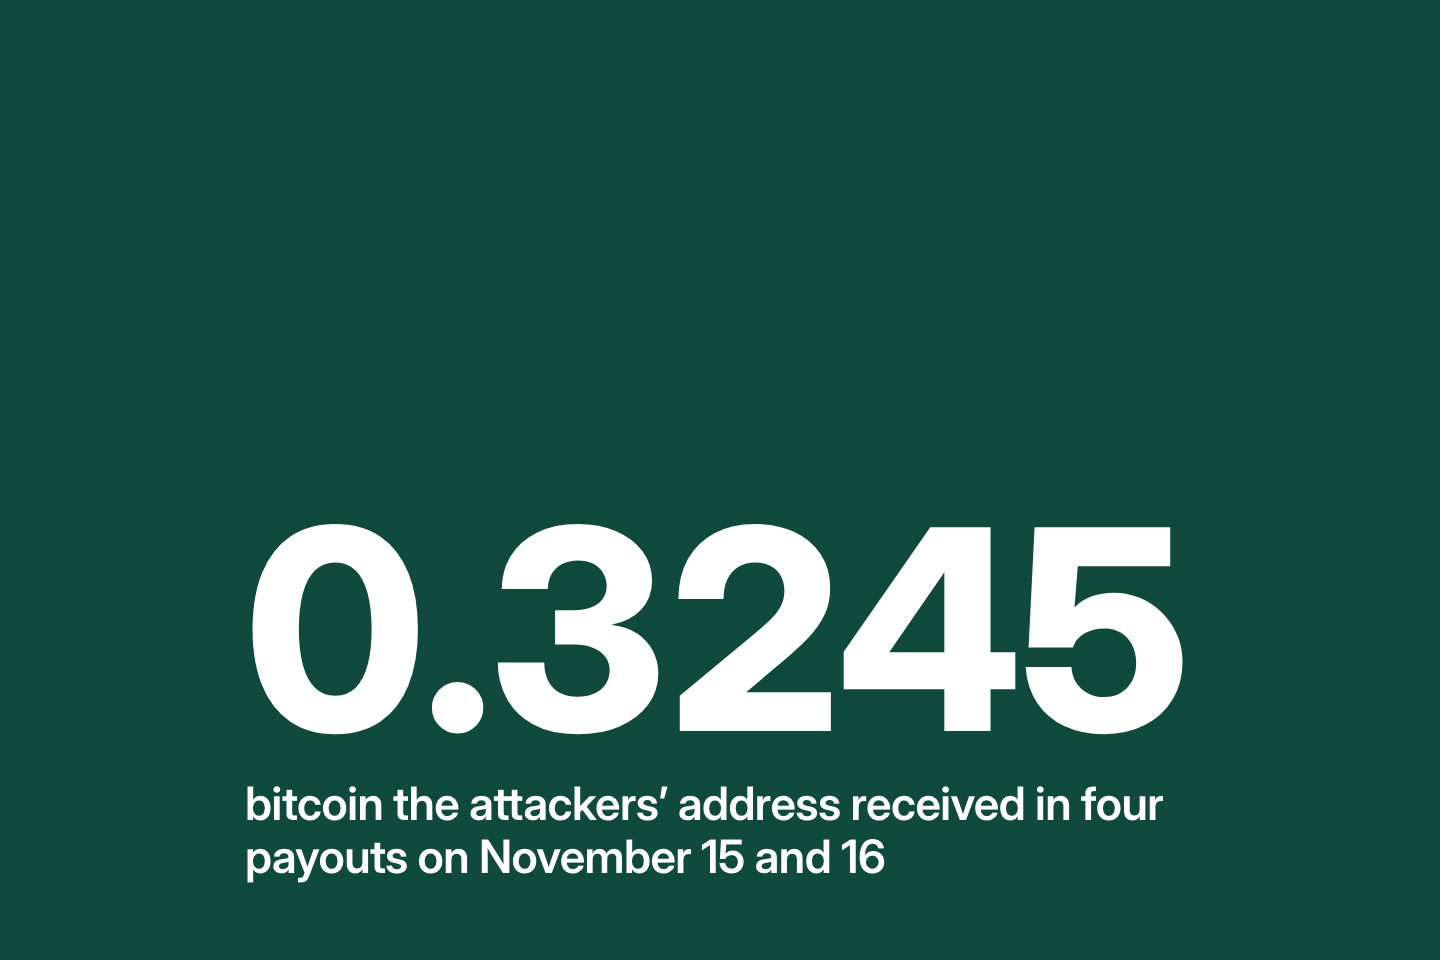 0.3245
bitcoin the attackers’ address received in four
payouts on November 15 and 16